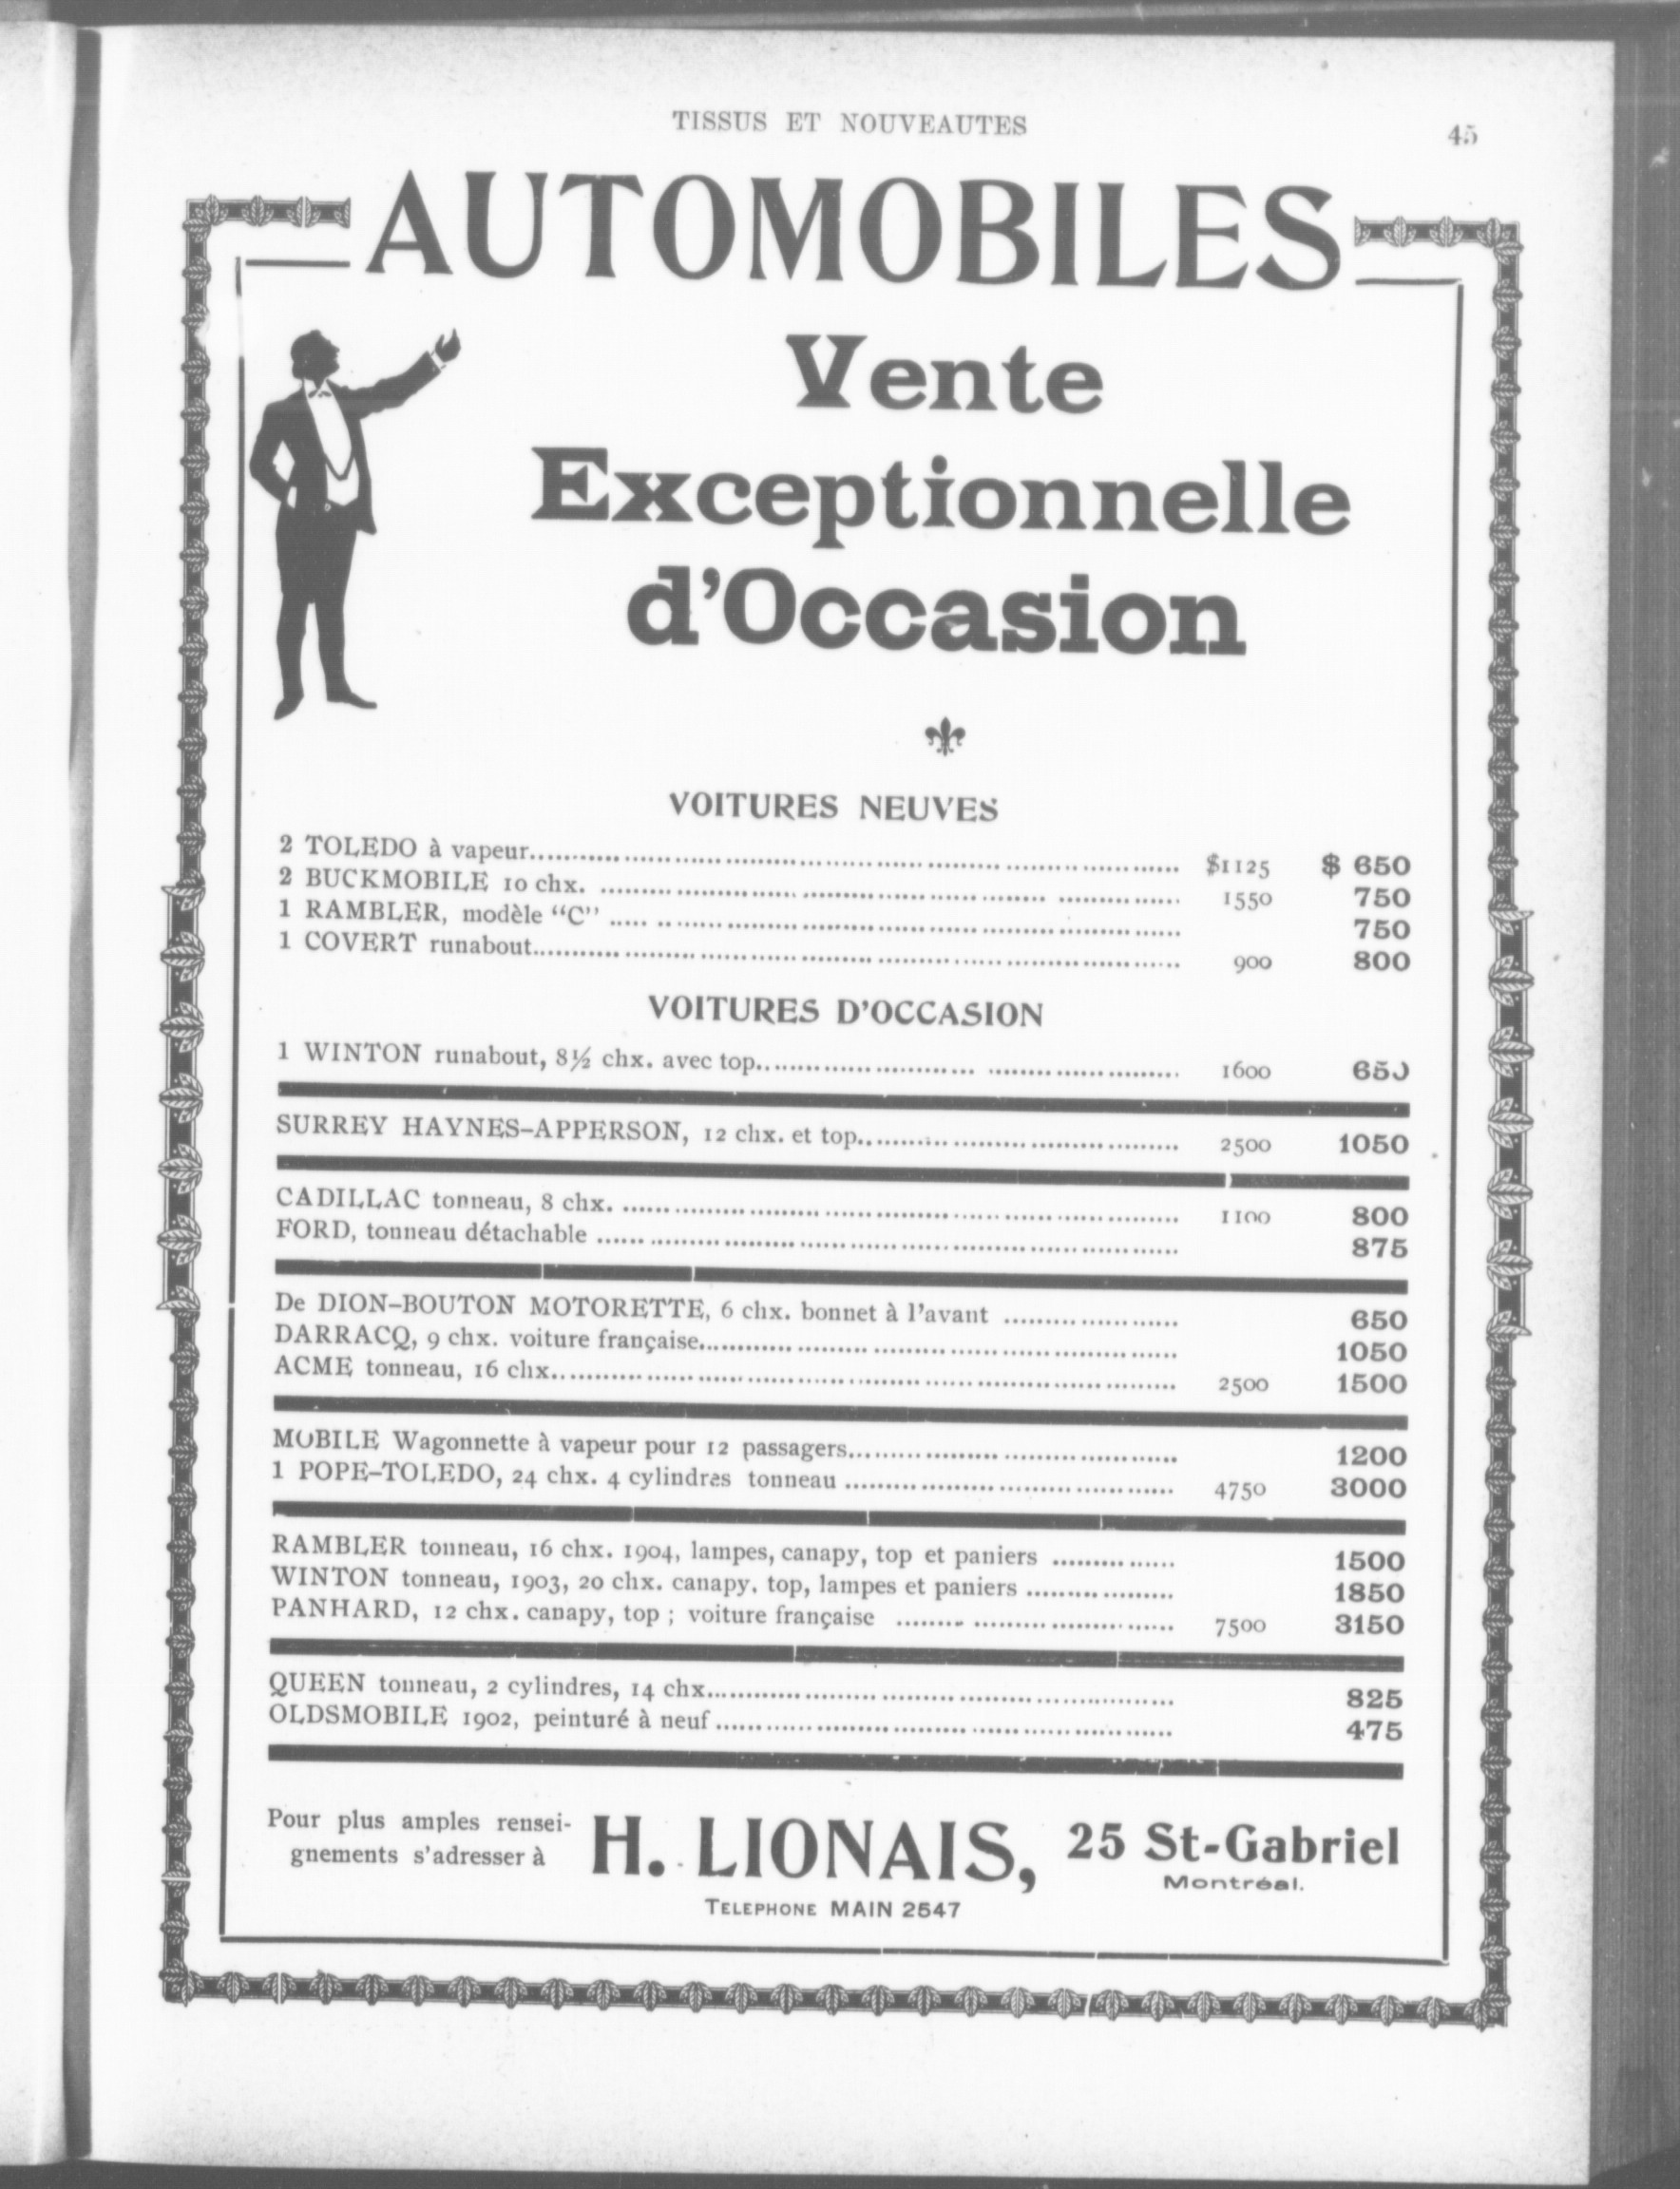 TISSUS ET NOUVEAUTES 45
AUTOMOBILES
Vente
Exceptionnelle
d'Occasion
VOITURES NEUVES
2 TOLEDO à vapeur........ $1125 $ 650
2 BUCKMOBILE 10 chx. ........ 1550 750
1 RAMBLER, modèle "C" ........ 750
1 COVERT runabout........ 900 800
VOITURES D'OCCASION
1 WINTON runabout, 8½ chx. avec top........ 1600 650
SURREY HAYNES-APPERSON, 12 chx. et top........ 2500 1050
CADILLAC tonneau, 8 chx. ........ 1100 800
FORD, tonneau détachable ........ 875
De DION-BOUTON MOTORETTE, 6 chx. bonnet à l'avant ........ 650
DARRACQ, 9 chx. voiture française........ 1050
ACME tonneau, 16 chx........ 2500 1500
MOBILE Wagonnette à vapeur pour 12 passagers........ 1200
1 POPE-TOLEDO, 24 chx. 4 cylindres tonneau ........ 4750 3000
RAMBLER tonneau, 16 chx. 1904, lampes, canapy, top et paniers ........ 1500
WINTON tonneau, 1903, 20 chx. canapy, top, lampes et paniers ........ 1850
PANHARD, 12 chx. canapy, top ; voiture française ........ 7500 3150
QUEEN tonneau, 2 cylindres, 14 chx........ 825
OLDSMOBILE 1902, peinturé à neuf ........ 475
Pour plus amples rensei-
gnements s'adresser à
H. LIONAIS, 25 St-Gabriel
Montréal.
TELEPHONE MAIN 2547